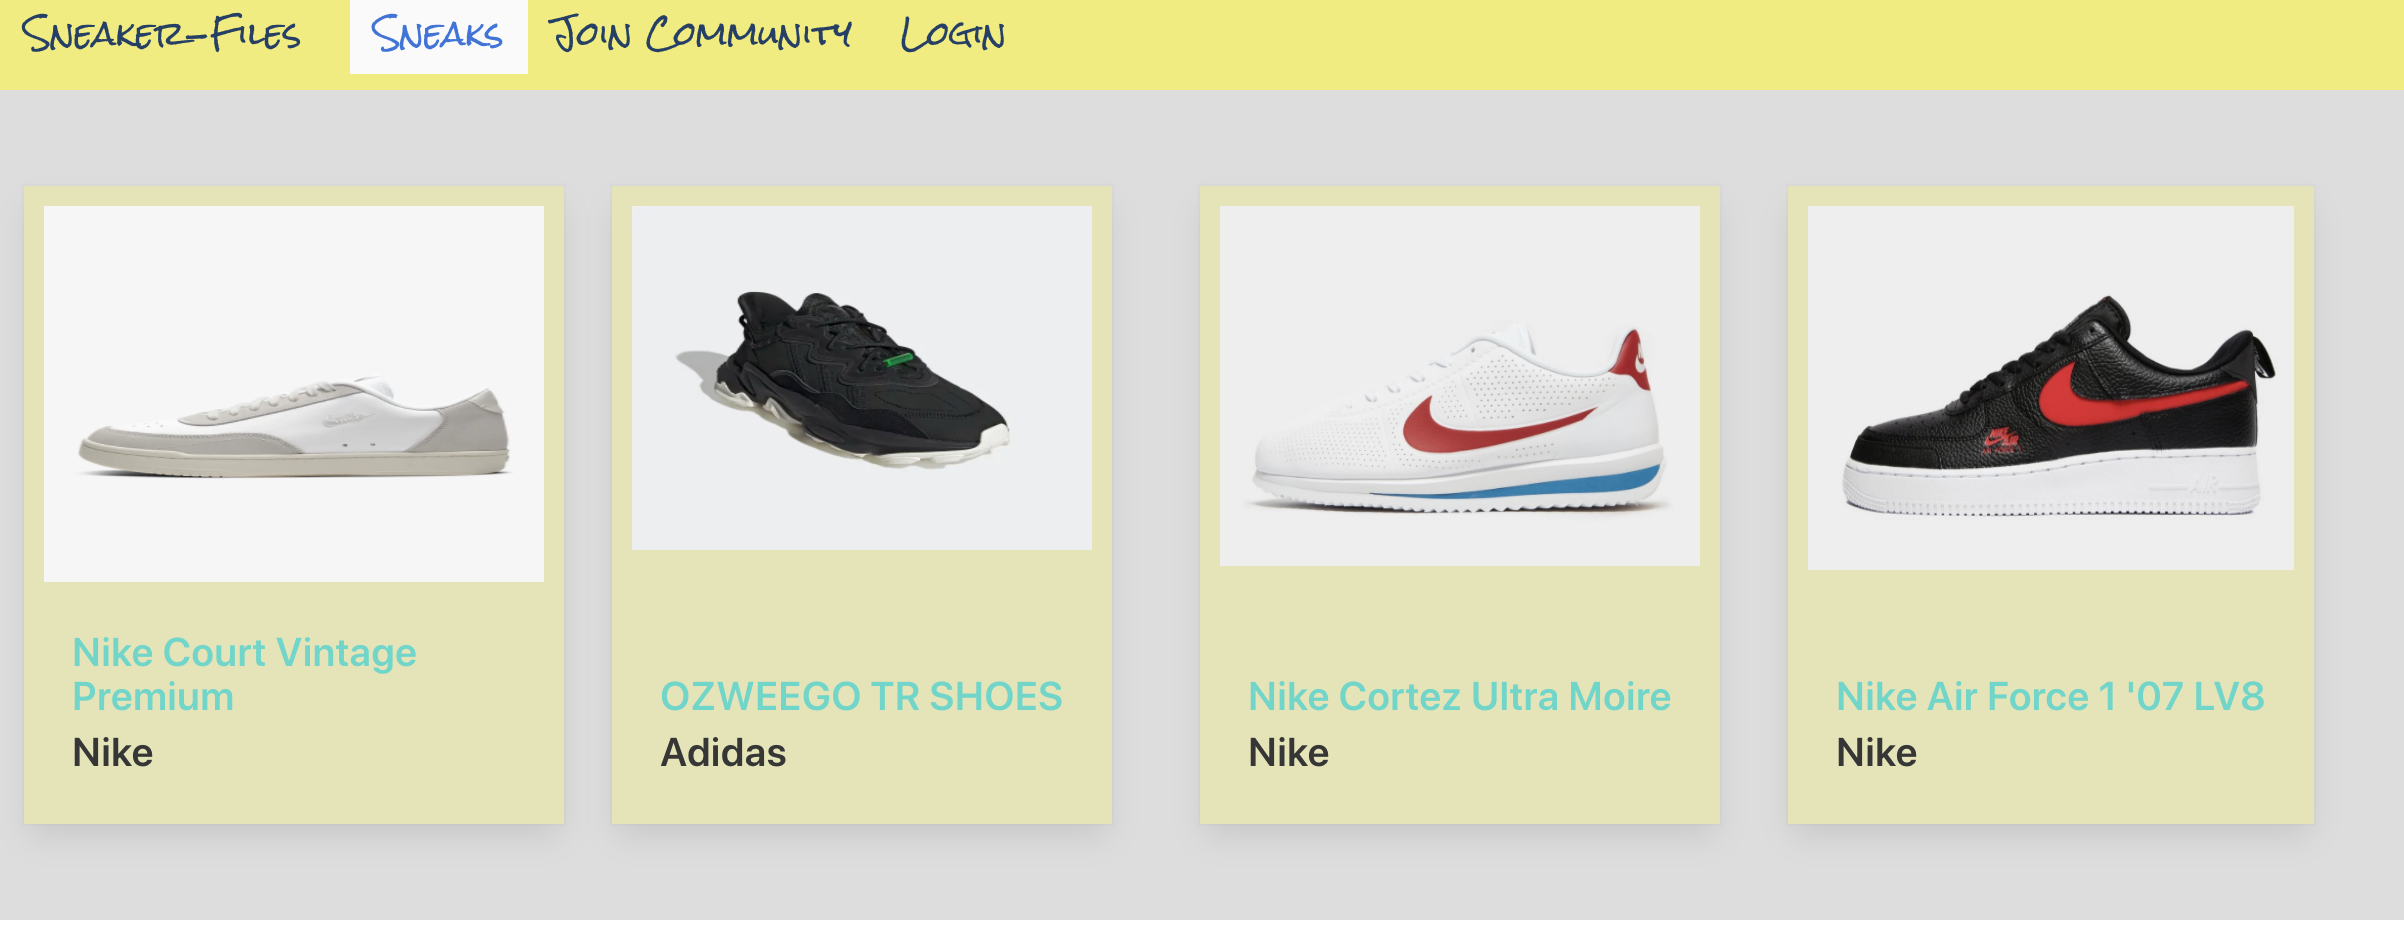 Sneaker-Files Sneaks Join Community Login
Nike Court Vintage
Premium
Nike
OZWEEGO TR SHOES
Adidas
Nike Cortez Ultra Moire
Nike
Nike Air Force 1 '07 LV8
Nike
AIR